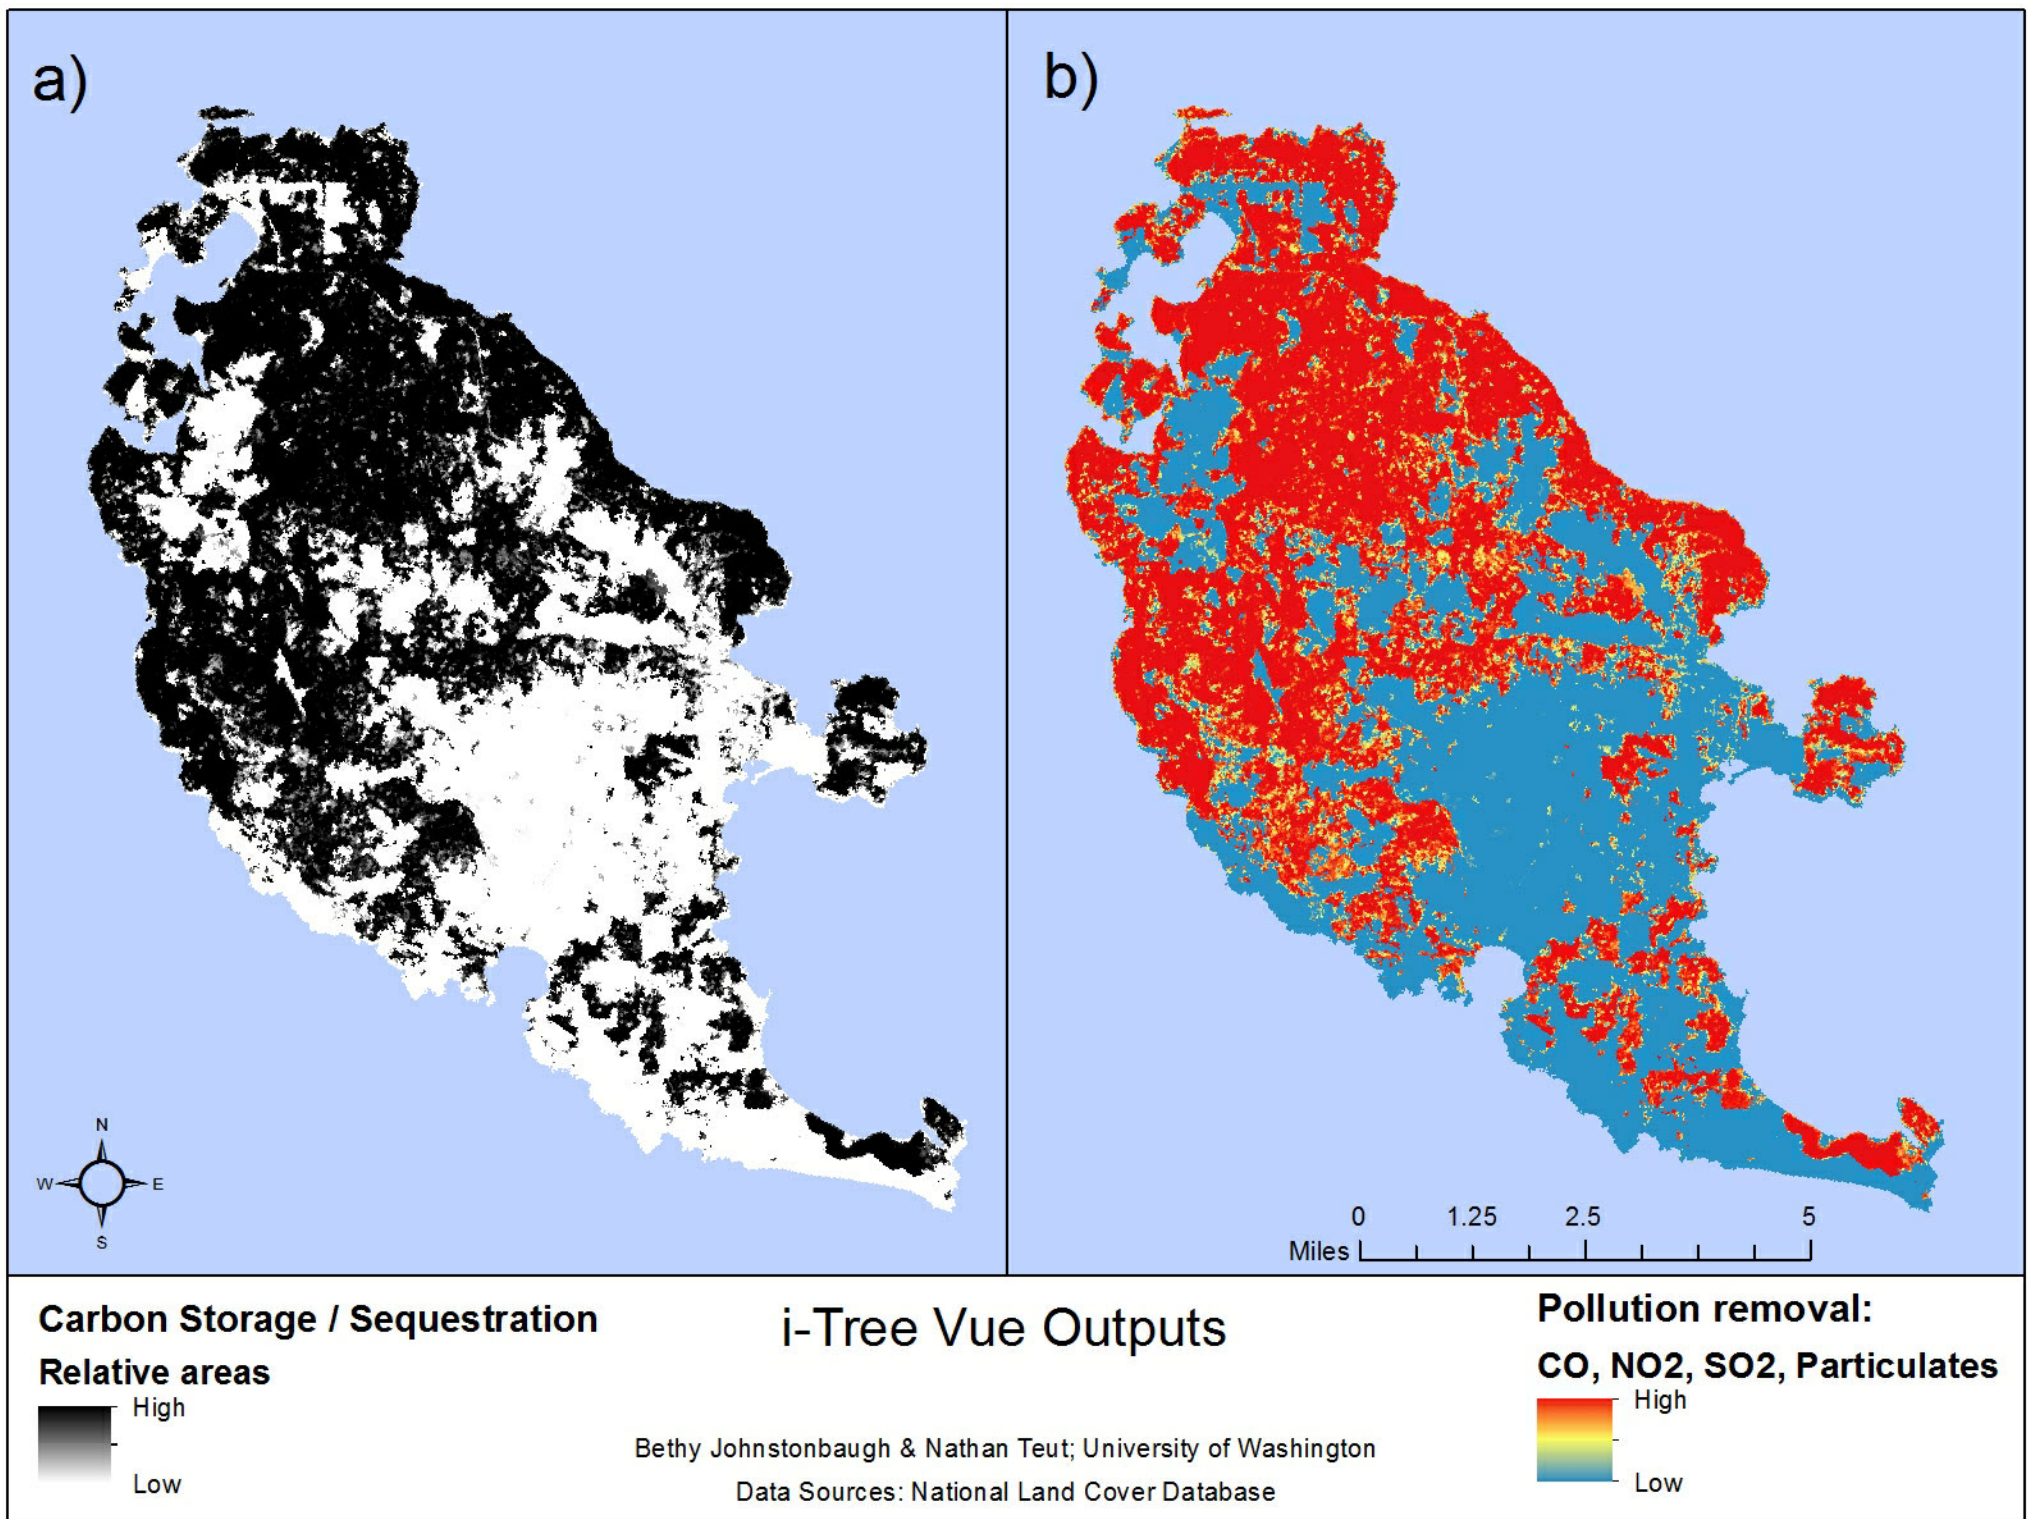 a)
b)
N
W E
S
0 1.25 2.5 5
Miles
Carbon Storage / Sequestration
Relative areas
High
Low
i-Tree Vue Outputs
Bethy Johnstonbaugh & Nathan Teut; University of Washington
Data Sources: National Land Cover Database
Pollution removal:
CO, NO2, SO2, Particulates
High
Low